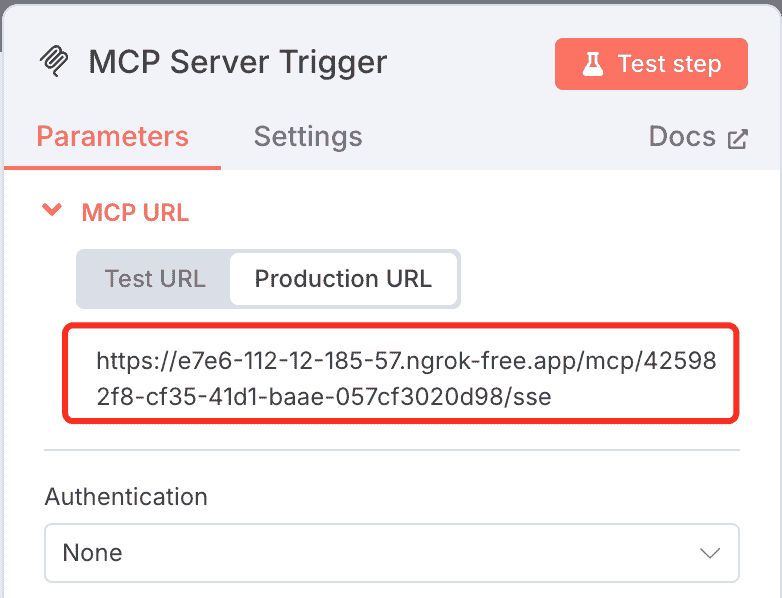 MCP Server Trigger
Test step
Parameters
Settings
Docs
MCP URL
Test URL
Production URL
https://e7e6-112-12-185-57.ngrok-free.app/mcp/42598
2f8-cf35-41d1-baae-057cf3020d98/sse
Authentication
None